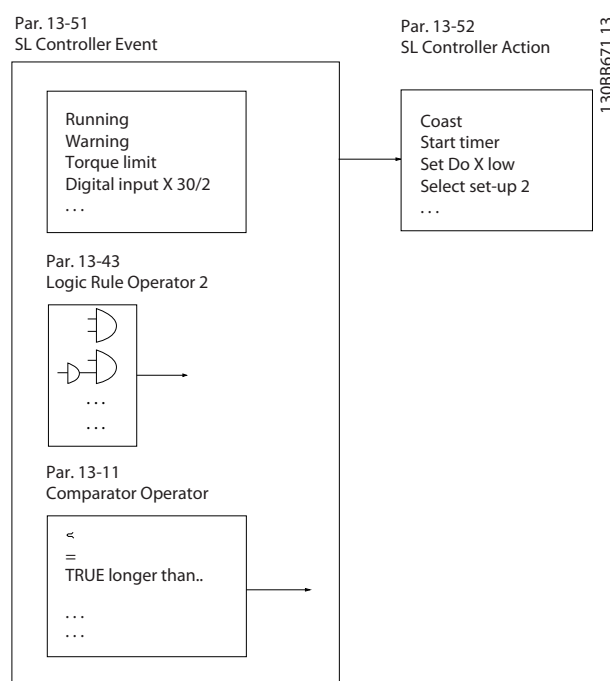 Par. 13-51
SL Controller Event
Par. 13-52
SL Controller Action
130BB671.13
Running
Warning
Torque limit
Digital input X 30/2
. . .
Coast
Start timer
Set Do X low
Select set-up 2
. . .
Par. 13-43
Logic Rule Operator 2
. . .
. . .
Par. 13-11
Comparator Operator
=
TRUE longer than..
. . .
. . .